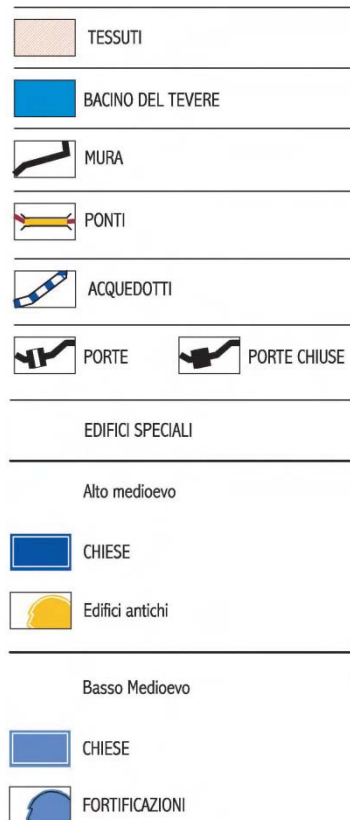 TESSUTI
BACINO DEL TEVERE
MURA
PONTI
ACQUEDOTTI
PORTE PORTE CHIUSE
EDIFICI SPECIALI
Alto medioevo
CHIESE
Edifici antichi
Basso Medioevo
CHIESE
FORTIFICAZIONI